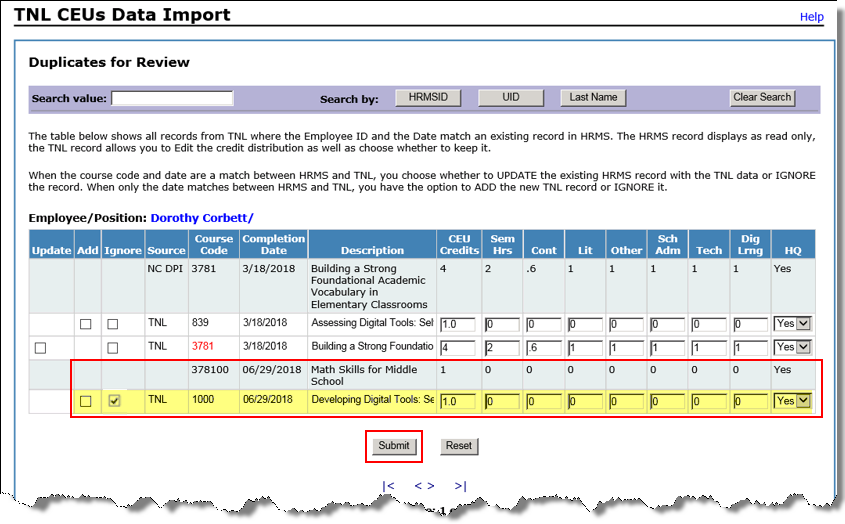 TNL CEUs Data Import
Help
Duplicates for Review
Search value: Search by: HRMSID UID Last Name Clear Search
The table below shows all records from TNL where the Employee ID and the Date match an existing record in HRMS. The HRMS record displays as read only,
the TNL record allows you to Edit the credit distribution as well as choose whether to keep it.
When the course code and date are a match between HRMS and TNL, you choose whether to UPDATE the existing HRMS record with the TNL data or IGNORE
the record. When only the date matches between HRMS and TNL, you have the option to ADD the new TNL record or IGNORE it.
Employee/Position: Dorothy Corbett/
Update Add Ignore Source Course Code Completion Date Description CEU Credits Sem Hrs Cont Lit Other Sch Adm Tech Dig Lrng HQ
NC DPI 3781 3/18/2018 Building a Strong 4 2 .6 1 1 1 1 1 Yes
Foundational Academic
Vocabulary in
Elementary Classrooms
TNL 839 3/18/2018 Assessing Digital Tools: Sel 1.0 0 0 0 0 0 0 0 Yes
TNL 3781 3/18/2018 Building a Strong Foundatio 4 2 .6 1 1 1 1 1 Yes
378100 06/29/2018 Math Skills for Middle 1 0 0 0 0 0 0 0 Yes
School
TNL 1000 06/29/2018 Developing Digital Tools: Se 1.0 0 0 0 0 0 0 0 Yes
Submit Reset
|< < > >|